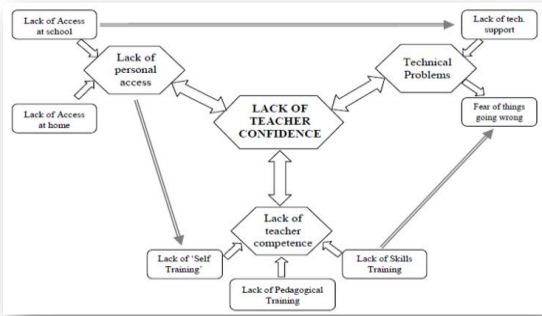 Lack of Access
at school
Lack of tech.
support
Lack of
personal
access
Technical
Problems
Lack of Access
at home
LACK OF
TEACHER
CONFIDENCE
Fear of things
going wrong
Lack of
teacher
competence
Lack of 'Self
Training'
Lack of Skills
Training
Lack of Pedagogical
Training